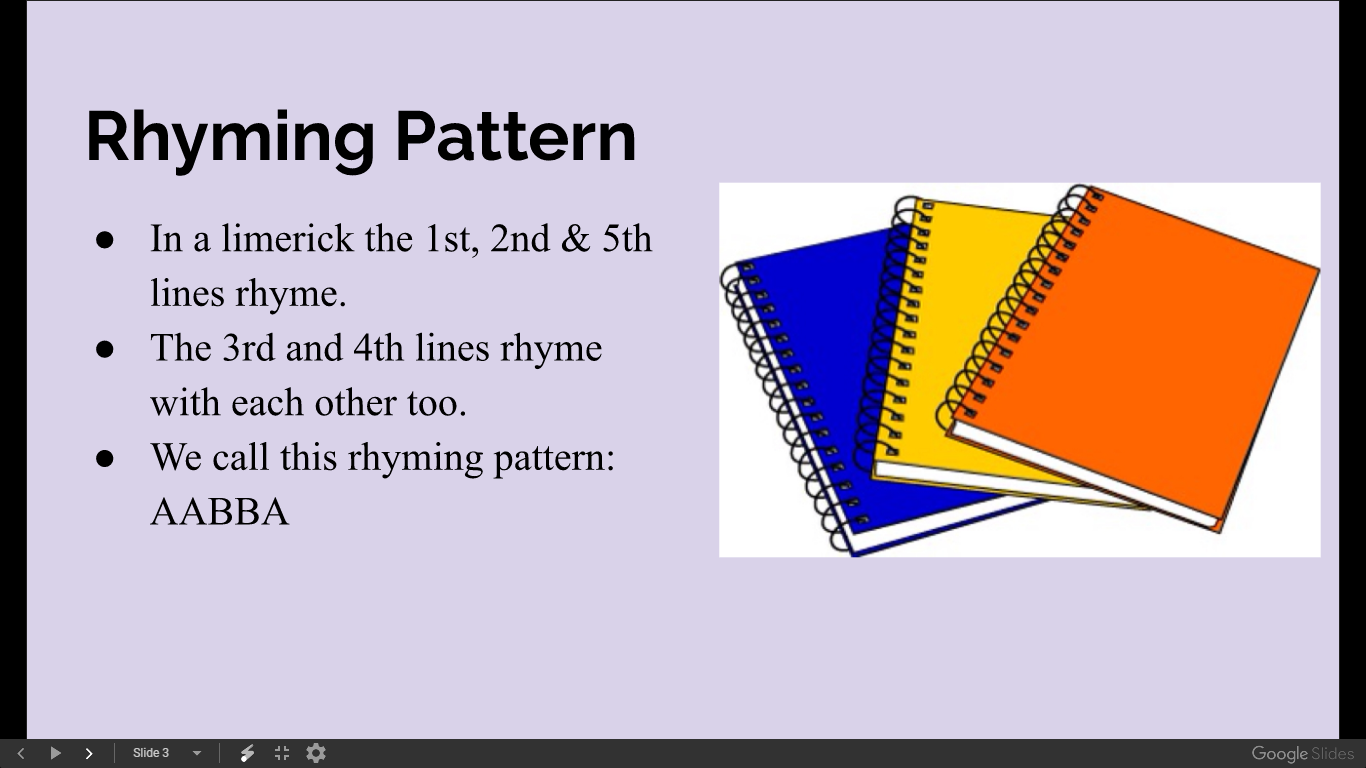 Rhyming Pattern
● In a limerick the 1st, 2nd & 5th
lines rhyme.
● The 3rd and 4th lines rhyme
with each other too.
● We call this rhyming pattern:
AABBA
Slide 3
Google Slides